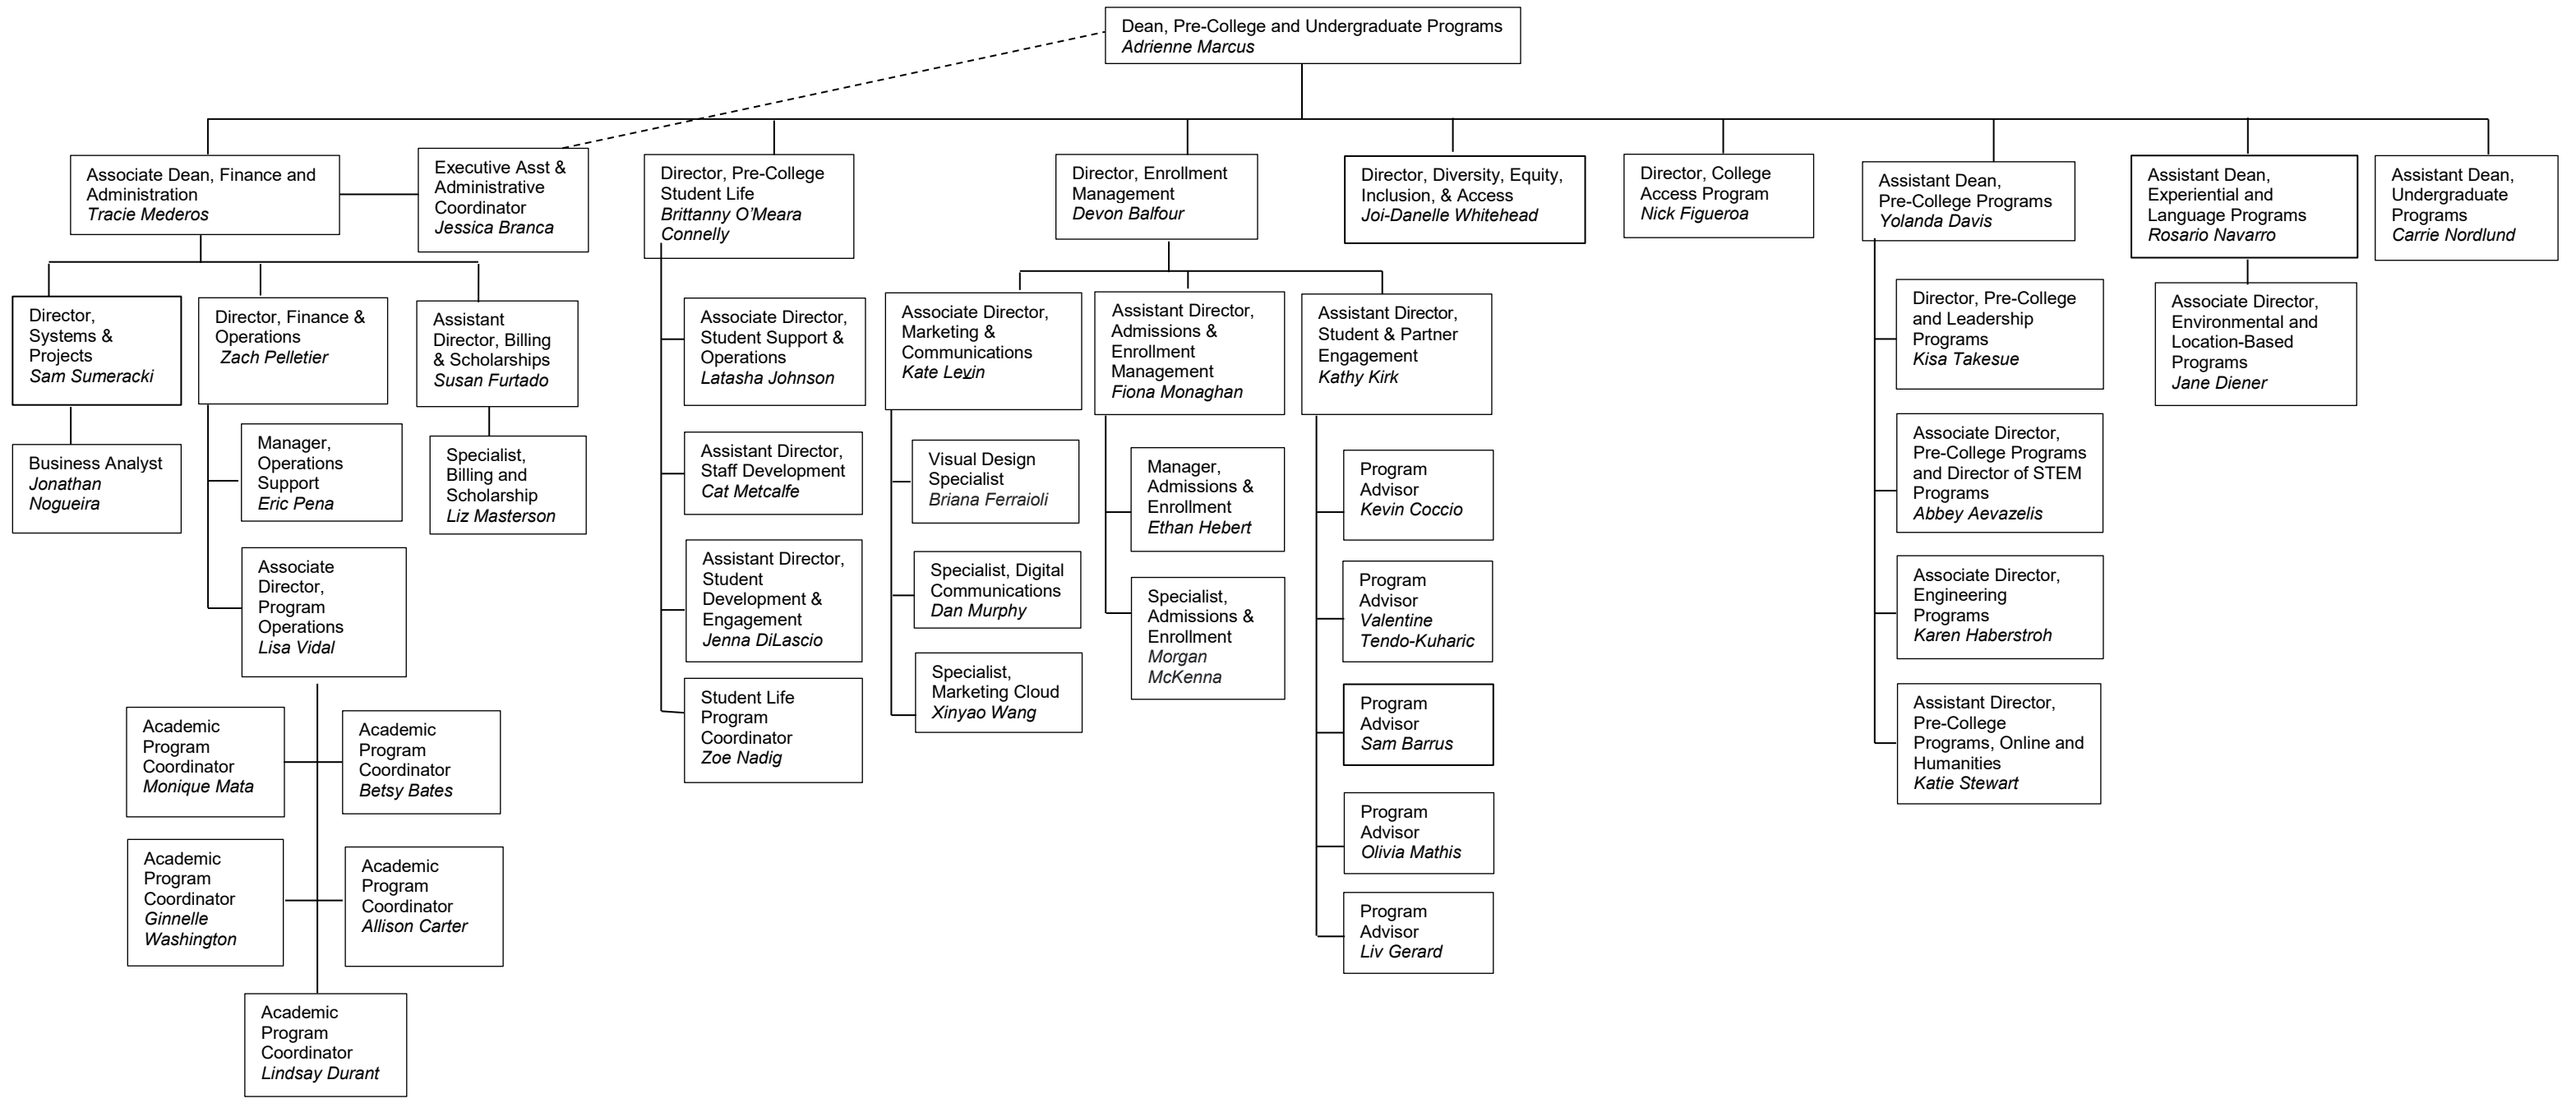 Dean, Pre-College and Undergraduate Programs
Adrienne Marcus
Associate Dean, Finance and
Administration
Tracie Mederos
Executive Asst &
Administrative
Coordinator
Jessica Branca
Director, Pre-College
Student Life
Brittanny O’Meara
Connelly
Director, Enrollment
Management
Devon Balfour
Director, Diversity, Equity,
Inclusion, & Access
Joi-Danelle Whitehead
Director, College
Access Program
Nick Figueroa
Assistant Dean,
Pre-College Programs
Yolanda Davis
Assistant Dean,
Experiential and
Language Programs
Rosario Navarro
Assistant Dean,
Undergraduate
Programs
Carrie Nordlund
Director,
Systems &
Projects
Sam Sumeracki
Director, Finance &
Operations
Zach Pelletier
Assistant
Director, Billing
& Scholarships
Susan Furtado
Business Analyst
Jonathan
Nogueira
Manager,
Operations
Support
Eric Pena
Specialist,
Billing and
Scholarship
Liz Masterson
Associate
Director,
Program
Operations
Lisa Vidal
Academic
Program
Coordinator
Monique Mata
Academic
Program
Coordinator
Betsy Bates
Academic
Program
Coordinator
Ginnelle
Washington
Academic
Program
Coordinator
Allison Carter
Academic
Program
Coordinator
Lindsay Durant
Associate Director,
Student Support &
Operations
Latasha Johnson
Assistant Director,
Staff Development
Cat Metcalfe
Assistant Director,
Student
Development &
Engagement
Jenna DiLascio
Student Life
Program
Coordinator
Zoe Nadig
Associate Director,
Marketing &
Communications
Kate Levin
Visual Design
Specialist
Briana Ferraioli
Specialist, Digital
Communications
Dan Murphy
Specialist,
Marketing Cloud
Xinyao Wang
Assistant Director,
Admissions &
Enrollment
Management
Fiona Monaghan
Manager,
Admissions &
Enrollment
Ethan Hebert
Specialist,
Admissions &
Enrollment
Morgan
McKenna
Assistant Director,
Student & Partner
Engagement
Kathy Kirk
Program
Advisor
Kevin Coccio
Program
Advisor
Valentine
Tendo-Kuharic
Program
Advisor
Sam Barrus
Program
Advisor
Olivia Mathis
Program
Advisor
Liv Gerard
Director, Pre-College
and Leadership
Programs
Kisa Takesue
Associate Director,
Pre-College Programs
and Director of STEM
Programs
Abbey Aevazelis
Associate Director,
Engineering
Programs
Karen Haberstroh
Assistant Director,
Pre-College
Programs, Online and
Humanities
Katie Stewart
Associate Director,
Environmental and
Location-Based
Programs
Jane Diener